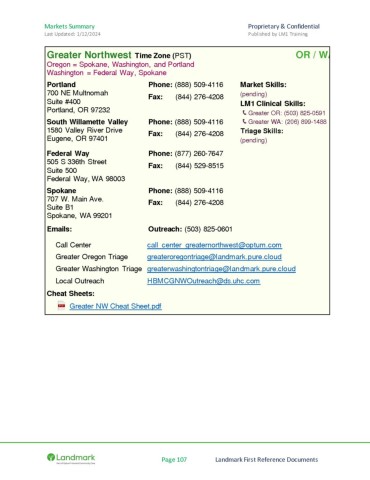 Markets Summary Proprietary & Confidential
Last Updated: 1/12/2024 Published by LM1 Training
Greater Northwest Time Zone (PST) OR / WA
Oregon = Spokane, Washington, and Portland
Washington = Federal Way, Spokane
Portland Phone: (888) 509-4116 Market Skills:
700 NE Multnomah Fax: (844) 276-4208 (pending)
Suite #400 LM1 Clinical Skills:
Portland, OR 97232 Greater OR: (503) 825-0591
South Willamette Valley Phone: (888) 509-4116 Greater WA: (206) 899-1488
1580 Valley River Drive Fax: (844) 276-4208 Triage Skills:
Eugene, OR 97401 (pending)
Federal Way Phone: (877) 260-7647
505 S 336th Street Fax: (844) 529-8515
Suite 500
Federal Way, WA 98003
Spokane Phone: (888) 509-4116
707 W. Main Ave. Fax: (844) 276-4208
Suite B1
Spokane, WA 99201
Emails: Outreach: (503) 825-0601
Call Center call_center_greaternorthwest@optum.com
Greater Oregon Triage greateroregontriage@landmark.pure.cloud
Greater Washington Triage greaterwashingtontriage@landmark.pure.cloud
Local Outreach HBMCGNWOutreach@ds.uhc.com
Cheat Sheets:
Greater NW Cheat Sheet.pdf
Landmark Page 107 Landmark First Reference Documents